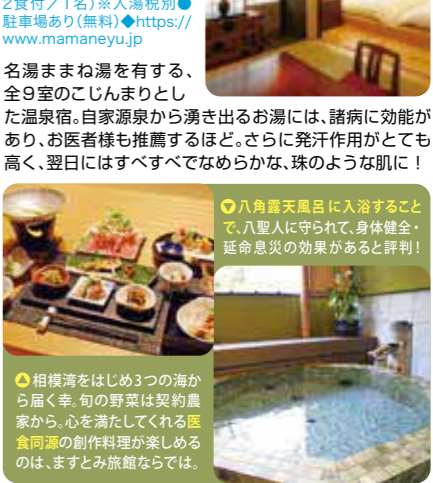 2食付／1名)※入湯税別●
駐車場あり(無料)◆https://
www.mamaneyu.jp
名湯ままね湯を有する、
全9室のこじんまりとし
た温泉宿。自家源泉から湧き出るお湯には、諸病に効能が
あり、お医者様も推薦するほど。さらに発汗作用がとても
高く、翌日にはすべすべでなめらかな、珠のような肌に！
▼八角露天風呂に入浴すること
で、八聖人に守られて、身体健全・
延命息災の効果があると評判！
▲相模湾をはじめ3つの海か
ら届く幸。旬の野菜は契約農
家から。心を満たしてくれる医
食同源の創作料理が楽しめる
のは、ますとみ旅館ならでは。